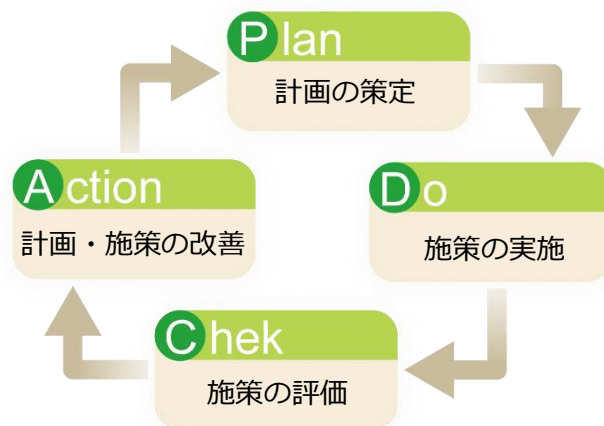 Plan
計画の策定
Do
施策の実施
Chek
施策の評価
Action
計画・施策の改善